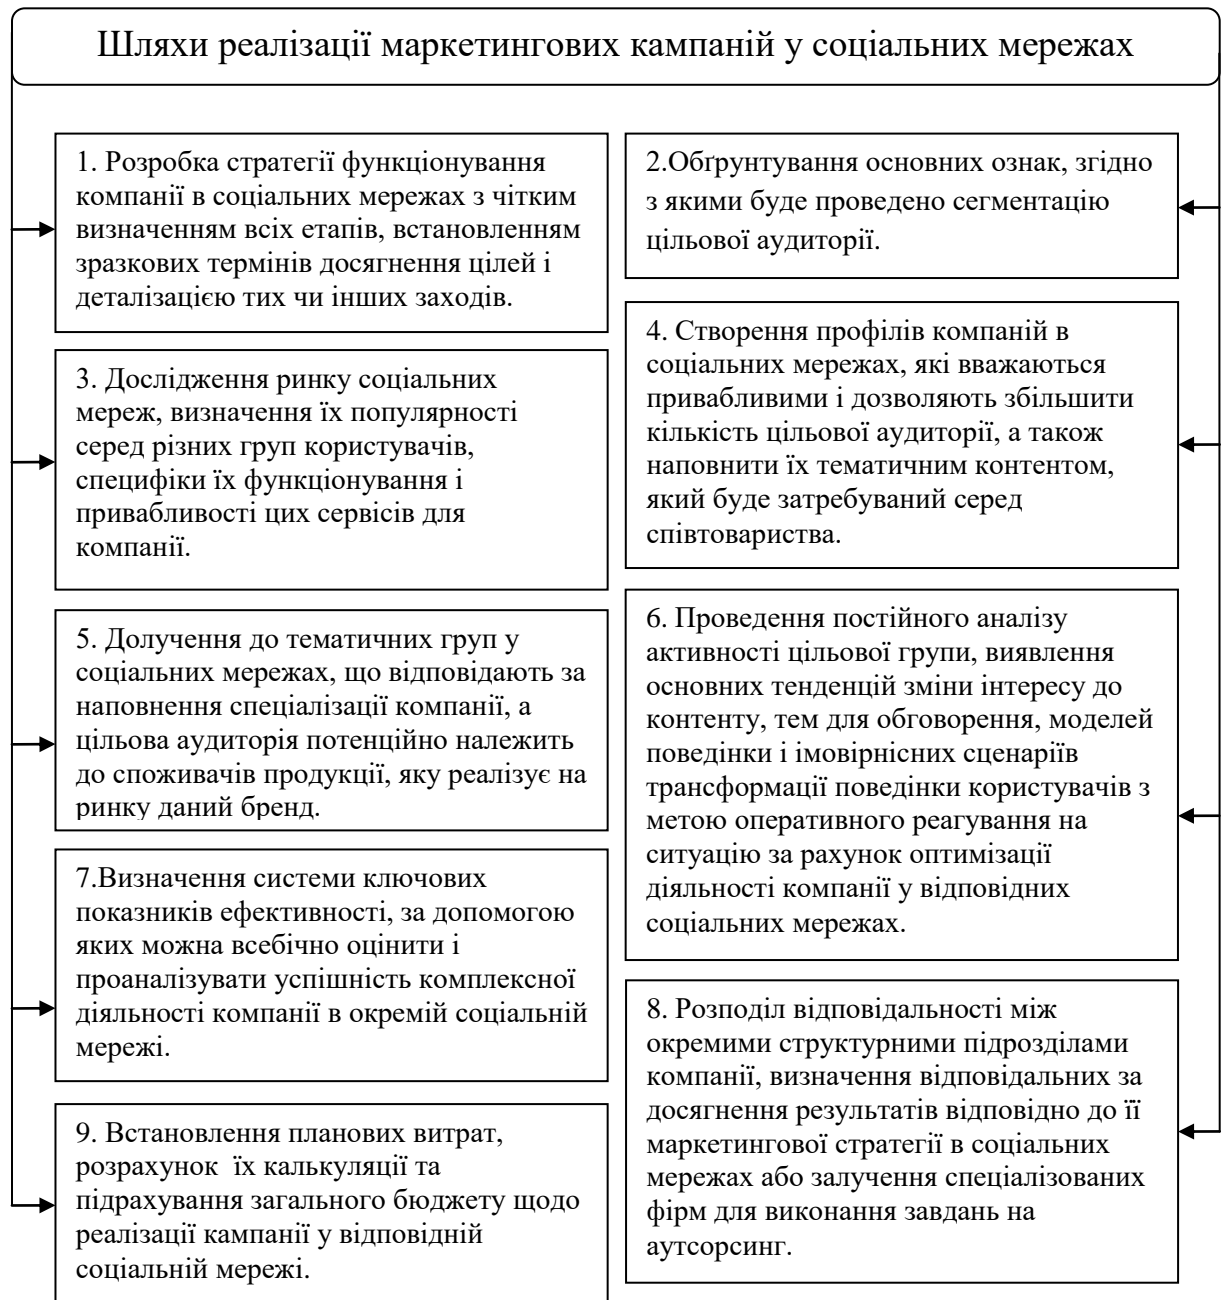 Шляхи реалізації маркетингових кампаній у соціальних мережах
1. Розробка стратегії функціонування
компанії в соціальних мережах з чітким
визначенням всіх етапів, встановленням
зразкових термінів досягнення цілей і
деталізацією тих чи інших заходів.
2.Обґрунтування основних ознак, згідно
з якими буде проведено сегментацію
цільової аудиторії.
3. Дослідження ринку соціальних
мереж, визначення їх популярності
серед різних груп користувачів,
специфіки їх функціонування і
привабливості цих сервісів для
компанії.
4. Створення профілів компаній в
соціальних мережах, які вважаються
привабливими і дозволяють збільшити
кількість цільової аудиторії, а також
наповнити їх тематичним контентом,
який буде затребуваний серед
співтовариства.
5. Долучення до тематичних груп у
соціальних мережах, що відповідають за
наповнення спеціалізації компанії, а
цільова аудиторія потенційно належить
до споживачів продукції, яку реалізує на
ринку даний бренд.
6. Проведення постійного аналізу
активності цільової групи, виявлення
основних тенденцій зміни інтересу до
контенту, тем для обговорення, моделей
поведінки і імовірнісних сценаріїв
трансформації поведінки користувачів з
метою оперативного реагування на
ситуацію за рахунок оптимізації
діяльності компанії у відповідних
соціальних мережах.
7.Визначення системи ключових
показників ефективності, за допомогою
яких можна всебічно оцінити і
проаналізувати успішність комплексної
діяльності компанії в окремій соціальній
мережі.
8. Розподіл відповідальності між
окремими структурними підрозділами
компанії, визначення відповідальних за
досягнення результатів відповідно до її
маркетингової стратегії в соціальних
мережах або залучення спеціалізованих
фірм для виконання завдань на
аутсорсинг.
9. Встановлення планових витрат,
розрахунок їх калькуляції та
підрахування загального бюджету щодо
реалізації кампанії у відповідній
соціальній мережі.